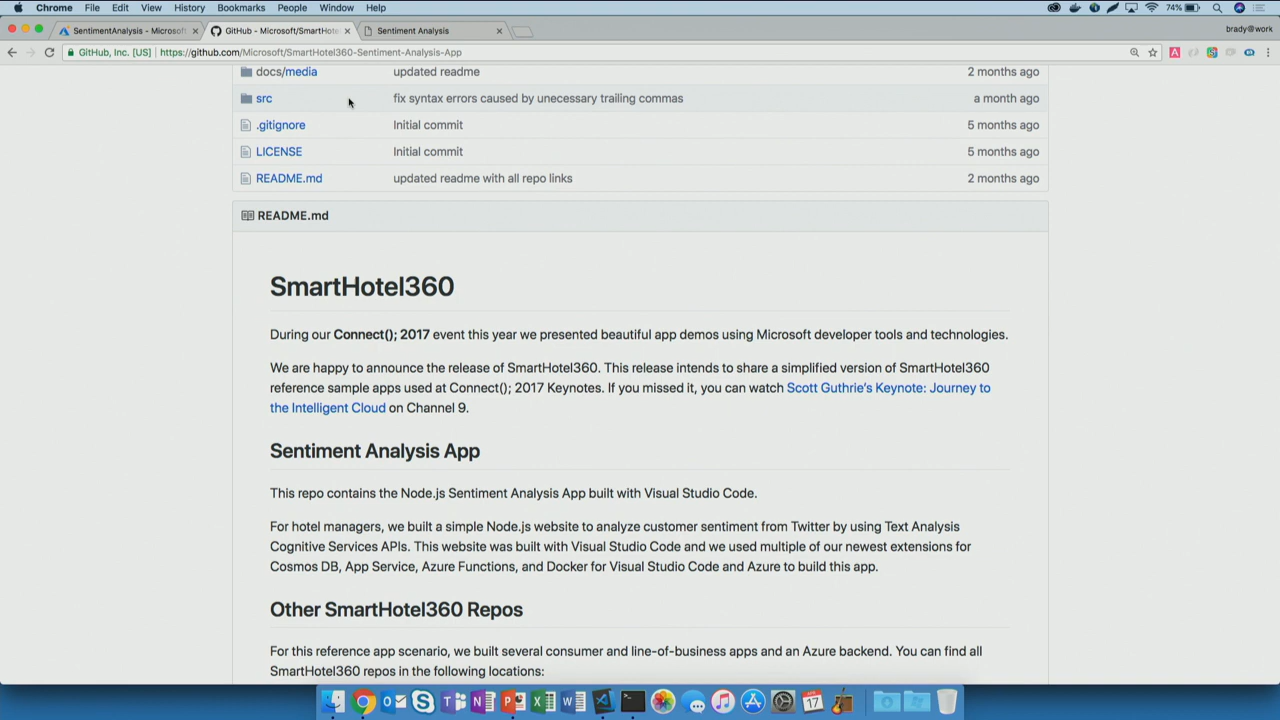 Chrome File Edit View History Bookmarks People Window Help 74%
SentimentAnalysis - Microsof × GitHub - Microsoft/SmartHote × Sentiment Analysis × brady@work
GitHub, Inc. [US] https://github.com/Microsoft/SmartHotel360-Sentiment-Analysis-App
docs/media updated readme 2 months ago
src fix syntax errors caused by unecessary trailing commas a month ago
.gitignore Initial commit 5 months ago
LICENSE Initial commit 5 months ago
README.md updated readme with all repo links 2 months ago
README.md
SmartHotel360
During our Connect(); 2017 event this year we presented beautiful app demos using Microsoft developer tools and technologies.
We are happy to announce the release of SmartHotel360. This release intends to share a simplified version of SmartHotel360
reference sample apps used at Connect(); 2017 Keynotes. If you missed it, you can watch Scott Guthrie's Keynote: Journey to
the Intelligent Cloud on Channel 9.
Sentiment Analysis App
This repo contains the Node.js Sentiment Analysis App built with Visual Studio Code.
For hotel managers, we built a simple Node.js website to analyze customer sentiment from Twitter by using Text Analysis
Cognitive Services APIs. This website was built with Visual Studio Code and we used multiple of our newest extensions for
Cosmos DB, App Service, Azure Functions, and Docker for Visual Studio Code and Azure to build this app.
Other SmartHotel360 Repos
For this reference app scenario, we built several consumer and line-of-business apps and an Azure backend. You can find all
SmartHotel360 repos in the following locations:
17